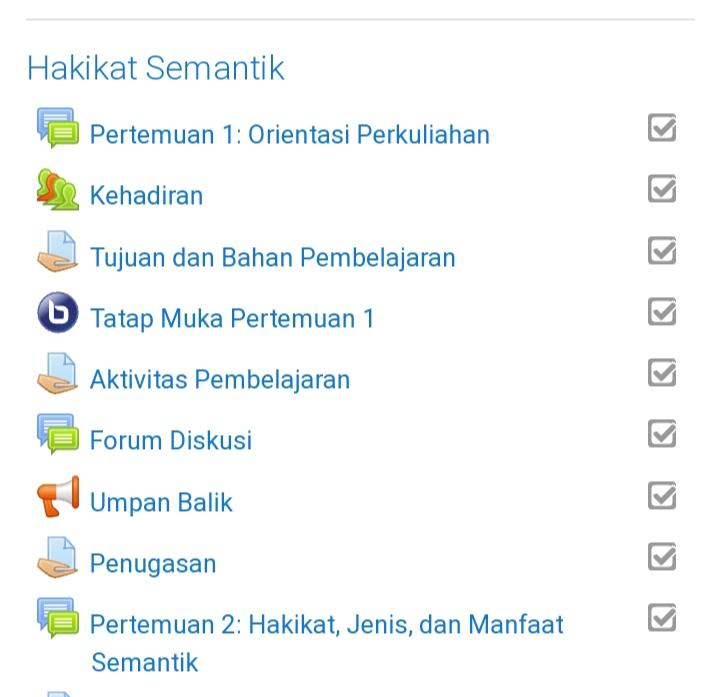 Hakikat Semantik
Pertemuan 1: Orientasi Perkuliahan
Kehadiran
Tujuan dan Bahan Pembelajaran
Tatap Muka Pertemuan 1
Aktivitas Pembelajaran
Forum Diskusi
Umpan Balik
Penugasan
Pertemuan 2: Hakikat, Jenis, dan Manfaat
Semantik